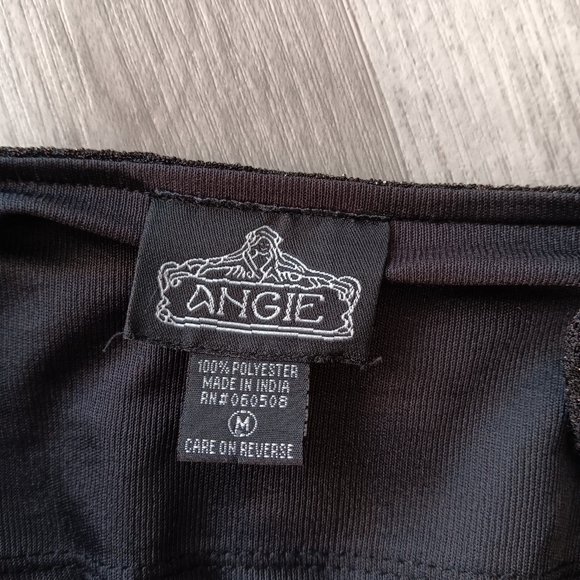 ANGIE
100% POLYESTER
MADE IN INDIA
RN#060508
M
CARE ON REVERSE